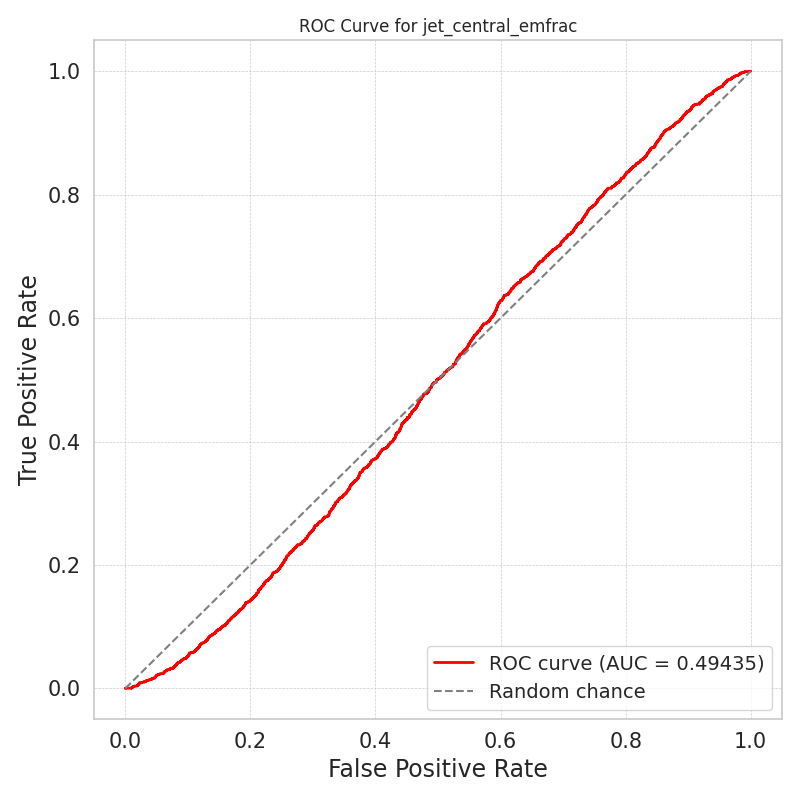 ROC Curve for jet_central_emfrac
True Positive Rate
1.0
0.8
0.6
0.4
0.2
0.0
ROC curve (AUC = 0.49435)
Random chance
0.0 0.2 0.4 0.6 0.8 1.0
False Positive Rate